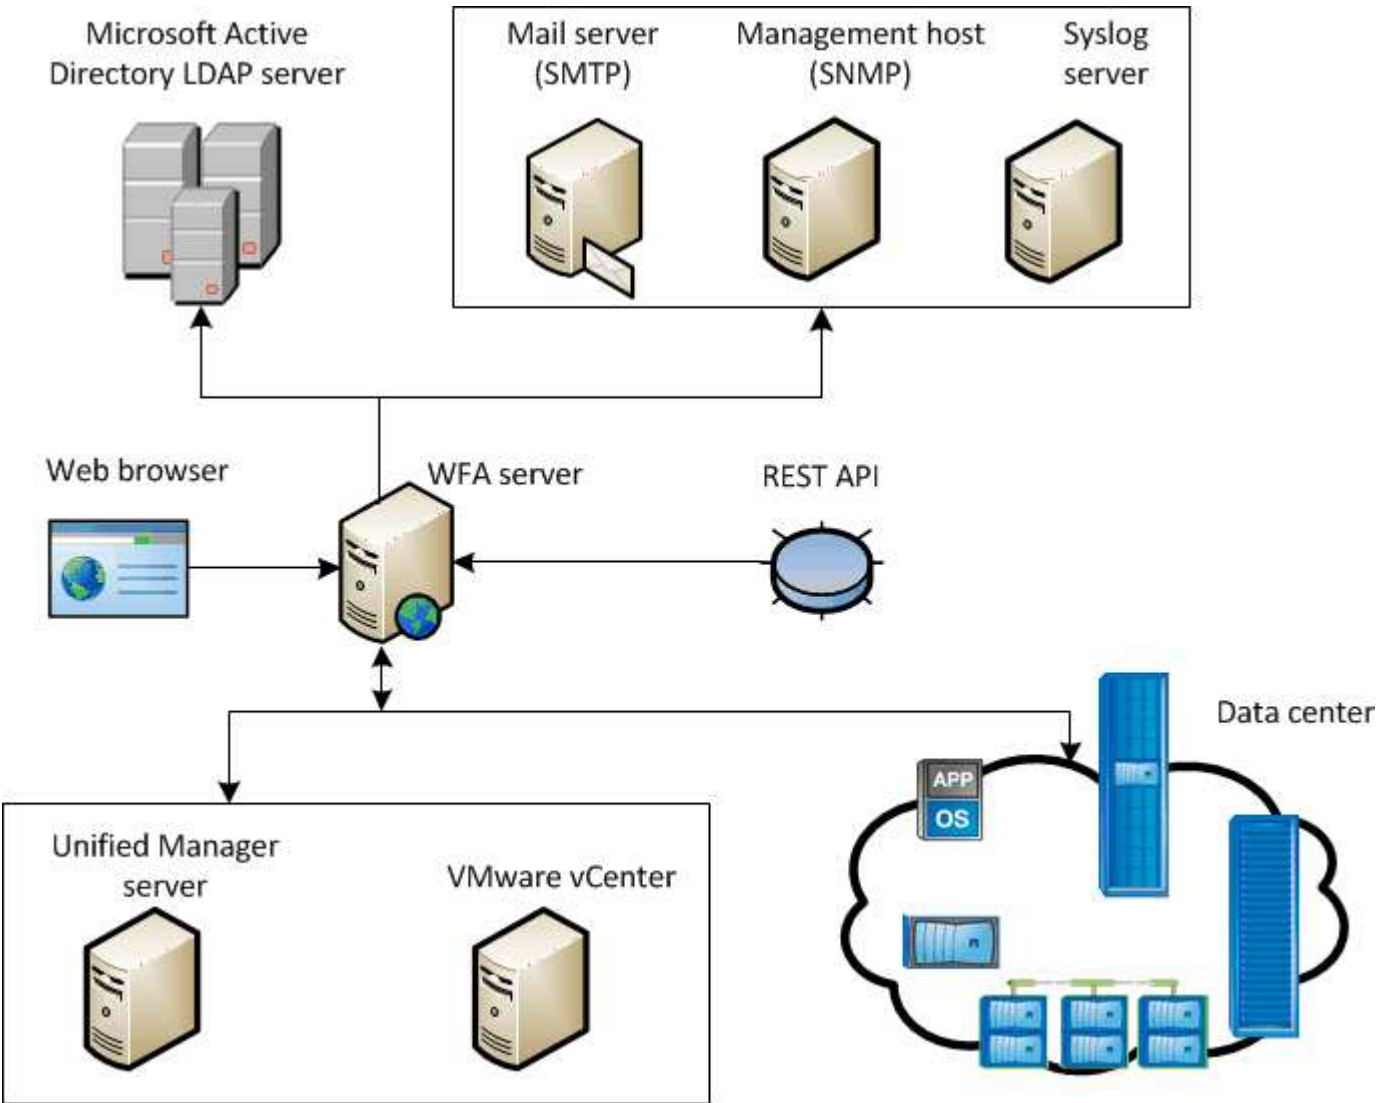 Microsoft Active
Directory LDAP server
Mail server
(SMTP)
Management host
(SNMP)
Syslog
server
Web browser
WFA server
REST API
Data center
APP
OS
Unified Manager
server
VMware vCenter